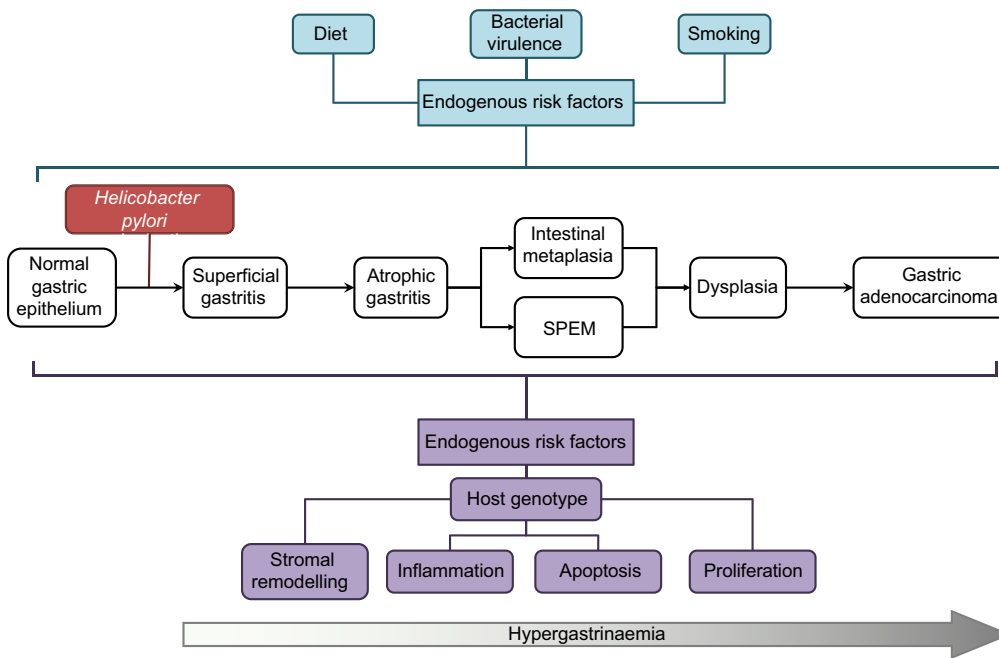 Diet
Bacterial
virulence
Smoking
Endogenous risk factors
Helicobacter
pylori
Normal
gastric
epithelium
Superficial
gastritis
Atrophic
gastritis
Intestinal
metaplasia
SPEM
Dysplasia
Gastric
adenocarcinoma
Endogenous risk factors
Host genotype
Stromal
remodelling
Inflammation
Apoptosis
Proliferation
Hypergastrinaemia